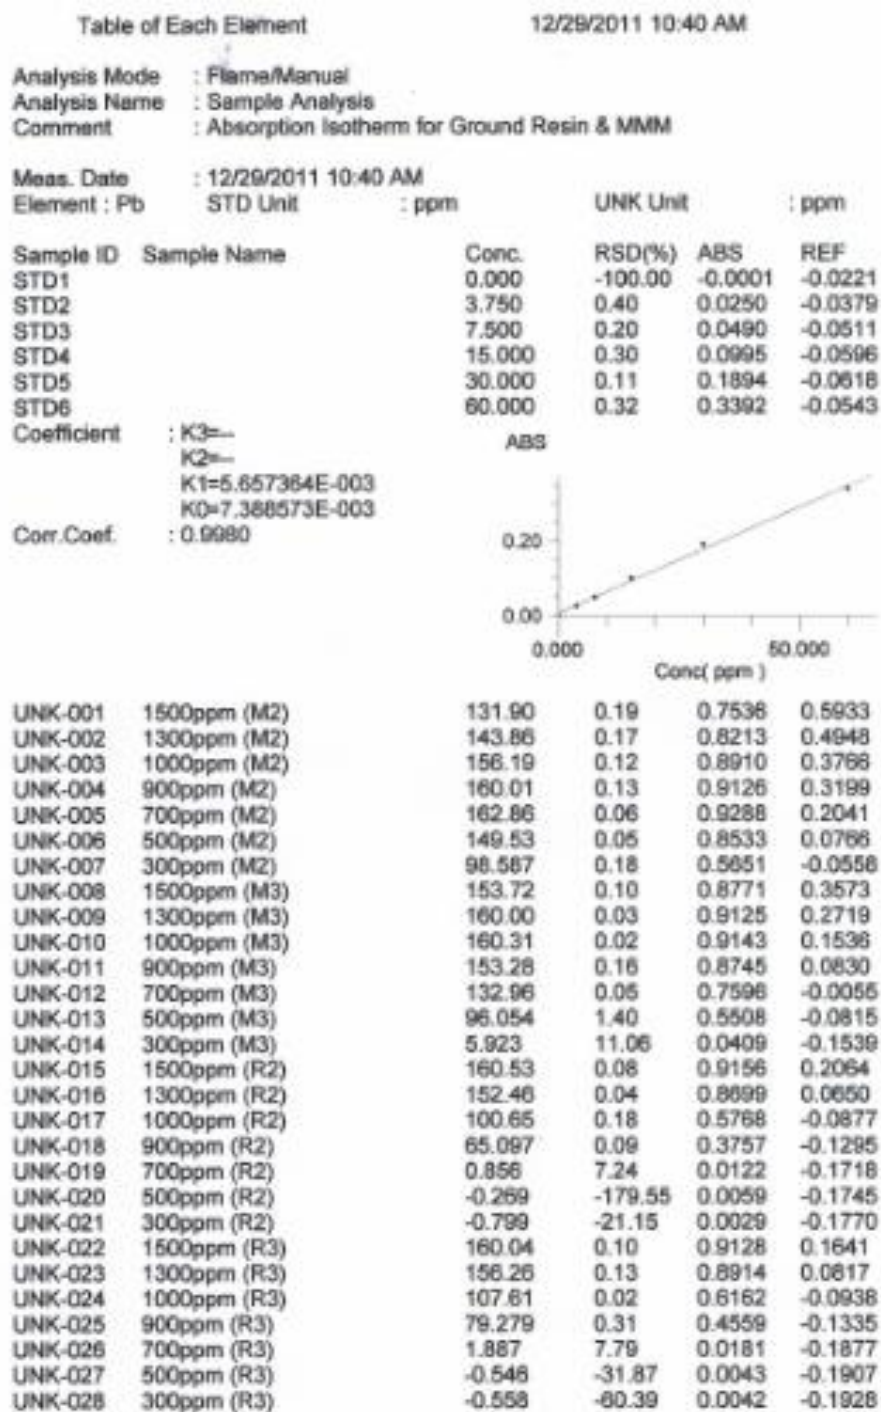 Table of Each Element 12/29/2011 10:40 AM
Analysis Mode : Flame/Manual
Analysis Name : Sample Analysis
Comment : Absorption Isotherm for Ground Resin & MMM
Meas. Date : 12/29/2011 10:40 AM
Element : Pb STD Unit : ppm UNK Unit : ppm
Sample ID Sample Name Conc. RSD(%) ABS REF
STD1 0.000 -100.00 -0.0001 -0.0221
STD2 3.750 0.40 0.0250 -0.0379
STD3 7.500 0.20 0.0490 -0.0511
STD4 15.000 0.30 0.0995 -0.0596
STD5 30.000 0.11 0.1894 -0.0618
STD6 60.000 0.32 0.3392 -0.0543
Coefficient : K3=--
K2=--
K1=5.657364E-003
K0=7.388573E-003
Corr.Coef. : 0.9980
ABS
0.20
0.00
0.000 50.000
Conc( ppm )
UNK-001 1500ppm (M2) 131.90 0.19 0.7536 0.5933
UNK-002 1300ppm (M2) 143.86 0.17 0.8213 0.4948
UNK-003 1000ppm (M2) 156.19 0.12 0.8910 0.3766
UNK-004 900ppm (M2) 160.01 0.13 0.9126 0.3199
UNK-005 700ppm (M2) 162.86 0.06 0.9288 0.2041
UNK-006 500ppm (M2) 149.53 0.05 0.8533 0.0766
UNK-007 300ppm (M2) 98.587 0.18 0.5651 -0.0558
UNK-008 1500ppm (M3) 153.72 0.10 0.8771 0.3573
UNK-009 1300ppm (M3) 160.00 0.03 0.9125 0.2719
UNK-010 1000ppm (M3) 160.31 0.02 0.9143 0.1536
UNK-011 900ppm (M3) 153.28 0.16 0.8745 0.0830
UNK-012 700ppm (M3) 132.96 0.05 0.7596 -0.0055
UNK-013 500ppm (M3) 96.054 1.40 0.5508 -0.0815
UNK-014 300ppm (M3) 5.923 11.06 0.0409 -0.1539
UNK-015 1500ppm (R2) 160.53 0.08 0.9156 0.2064
UNK-016 1300ppm (R2) 152.46 0.04 0.8699 0.0650
UNK-017 1000ppm (R2) 100.65 0.18 0.5768 -0.0877
UNK-018 900ppm (R2) 65.097 0.09 0.3757 -0.1295
UNK-019 700ppm (R2) 0.856 7.24 0.0122 -0.1718
UNK-020 500ppm (R2) -0.269 -179.55 0.0059 -0.1745
UNK-021 300ppm (R2) -0.799 -21.15 0.0029 -0.1770
UNK-022 1500ppm (R3) 160.04 0.10 0.9128 0.1641
UNK-023 1300ppm (R3) 156.26 0.13 0.8914 0.0817
UNK-024 1000ppm (R3) 107.61 0.02 0.6162 -0.0938
UNK-025 900ppm (R3) 79.279 0.31 0.4559 -0.1335
UNK-026 700ppm (R3) 1.887 7.79 0.0181 -0.1877
UNK-027 500ppm (R3) -0.546 -31.87 0.0043 -0.1907
UNK-028 300ppm (R3) -0.558 -60.39 0.0042 -0.1928